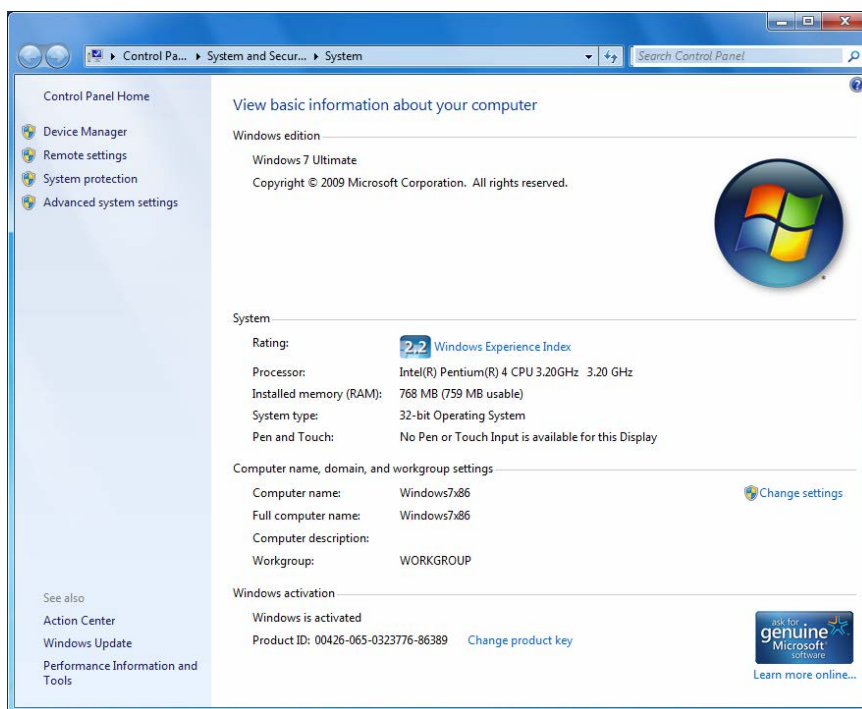 Control Pa... System and Secur... System
Search Control Panel
Control Panel Home
Device Manager
Remote settings
System protection
Advanced system settings
View basic information about your computer
Windows edition
Windows 7 Ultimate
Copyright © 2009 Microsoft Corporation. All rights reserved.
System
Rating: 2,2 Windows Experience Index
Processor: Intel(R) Pentium(R) 4 CPU 3.20GHz 3.20 GHz
Installed memory (RAM): 768 MB (759 MB usable)
System type: 32-bit Operating System
Pen and Touch: No Pen or Touch Input is available for this Display
Computer name, domain, and workgroup settings
Computer name: Windows7x86
Change settings
Full computer name: Windows7x86
Computer description:
Workgroup: WORKGROUP
Windows activation
Windows is activated
Product ID: 00426-065-0323776-86389 Change product key
ask for
genuine
Microsoft
software
Learn more online...
See also
Action Center
Windows Update
Performance Information and
Tools